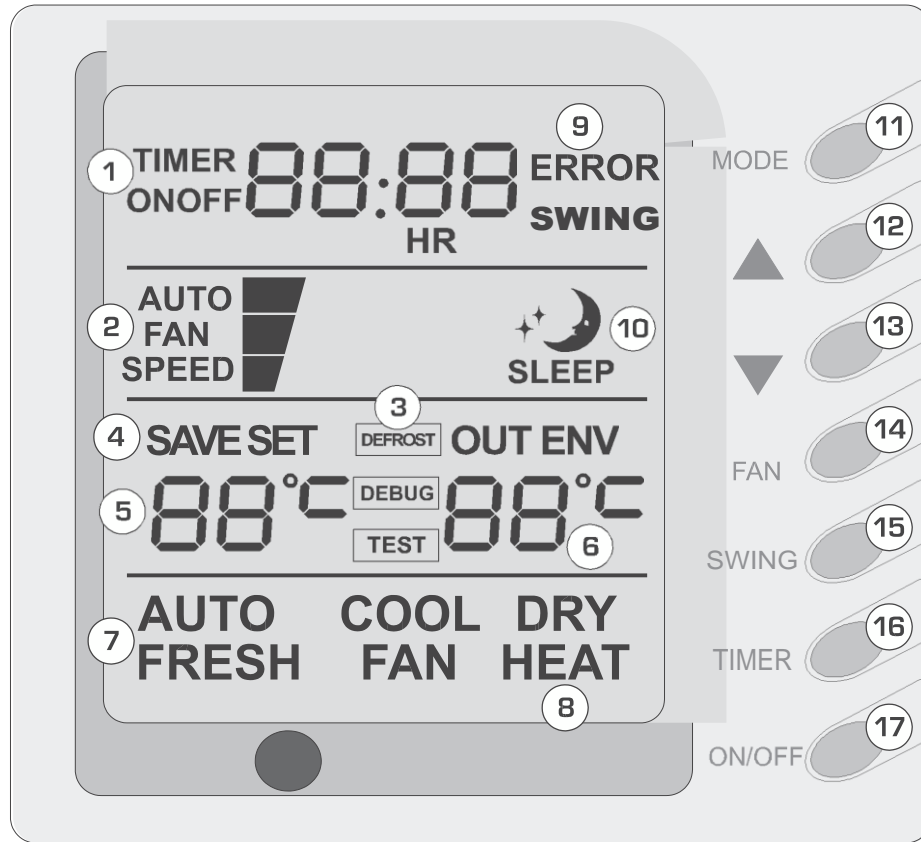 9
11
1 TIMER 88:88 ERROR MODE
ONOFF SWING
HR
12
AUTO
2 FAN 10 13
SPEED SLEEP
3
4 SAVE SET DEFROST OUT ENV 14
FAN
5 88°C DEBUG 88°C
TEST 6 15
SWING
AUTO COOL DRY 16
7 FRESH FAN HEAT TIMER
8
17
ON/OFF